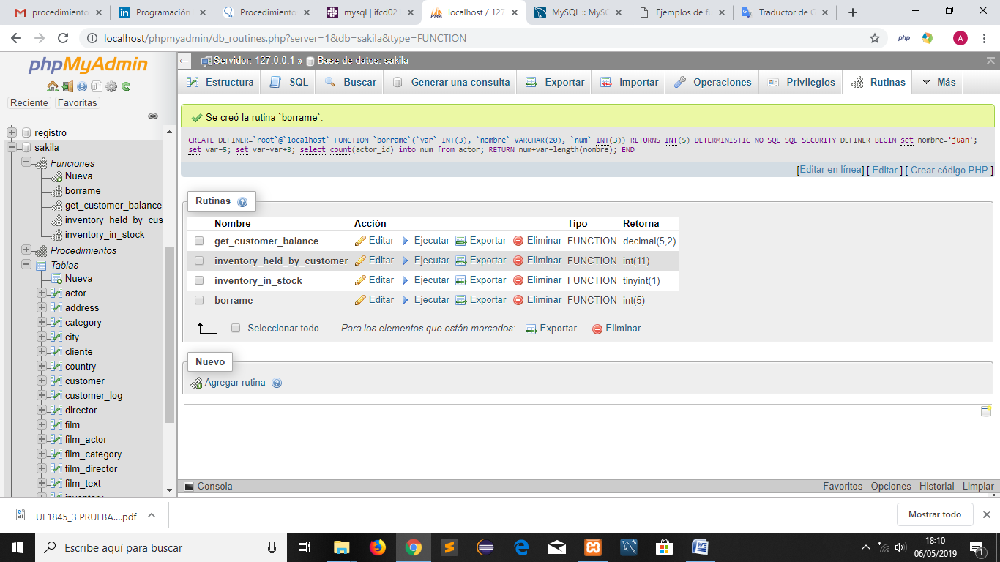 procedimiento
Programación
Procedimiento
mysql | ifcd021
localhost / 127
MySQL :: MyS
Ejemplos de fu
Traductor de G
localhost/phpmyadmin/db_routines.php?server=1&db=sakila&type=FUNCTION
php
A
phpMyAdmin
Reciente
Favoritas
registro
sakila
Funciones
Nueva
borrame
get_customer_balance
inventory_held_by_cus
inventory_in_stock
Procedimientos
Tablas
Nueva
actor
address
category
city
cliente
country
customer
customer_log
director
film
film_actor
film_category
film_director
film_text
Servidor: 127.0.0.1 » Base de datos: sakila
Estructura
SQL
Buscar
Generar una consulta
Exportar
Importar
Operaciones
Privilegios
Rutinas
Más
Se creó la rutina `borrame`.
CREATE DEFINER=`root`@`localhost` FUNCTION `borrame`(`var` INT(3), `nombre` VARCHAR(20), `num` INT(3)) RETURNS INT(5) DETERMINISTIC NO SQL SQL SECURITY DEFINER BEGIN set nombre='juan';
set var=5; set var=var+3; select count(actor_id) into num from actor; RETURN num+var+length(nombre); END
[Editar en línea] [ Editar ] [ Crear código PHP ]
Rutinas
Nombre Acción Tipo Retorna
get_customer_balance Editar Ejecutar Exportar Eliminar FUNCTION decimal(5,2)
inventory_held_by_customer Editar Ejecutar Exportar Eliminar FUNCTION int(11)
inventory_in_stock Editar Ejecutar Exportar Eliminar FUNCTION tinyint(1)
borrame Editar Ejecutar Exportar Eliminar FUNCTION int(5)
Seleccionar todo Para los elementos que están marcados: Exportar Eliminar
Nuevo
Agregar rutina
Consola
Favoritos Opciones Historial Limpiar
UF1845_3 PRUEBA....pdf
Mostrar todo
Escribe aquí para buscar
18:10
06/05/2019
1